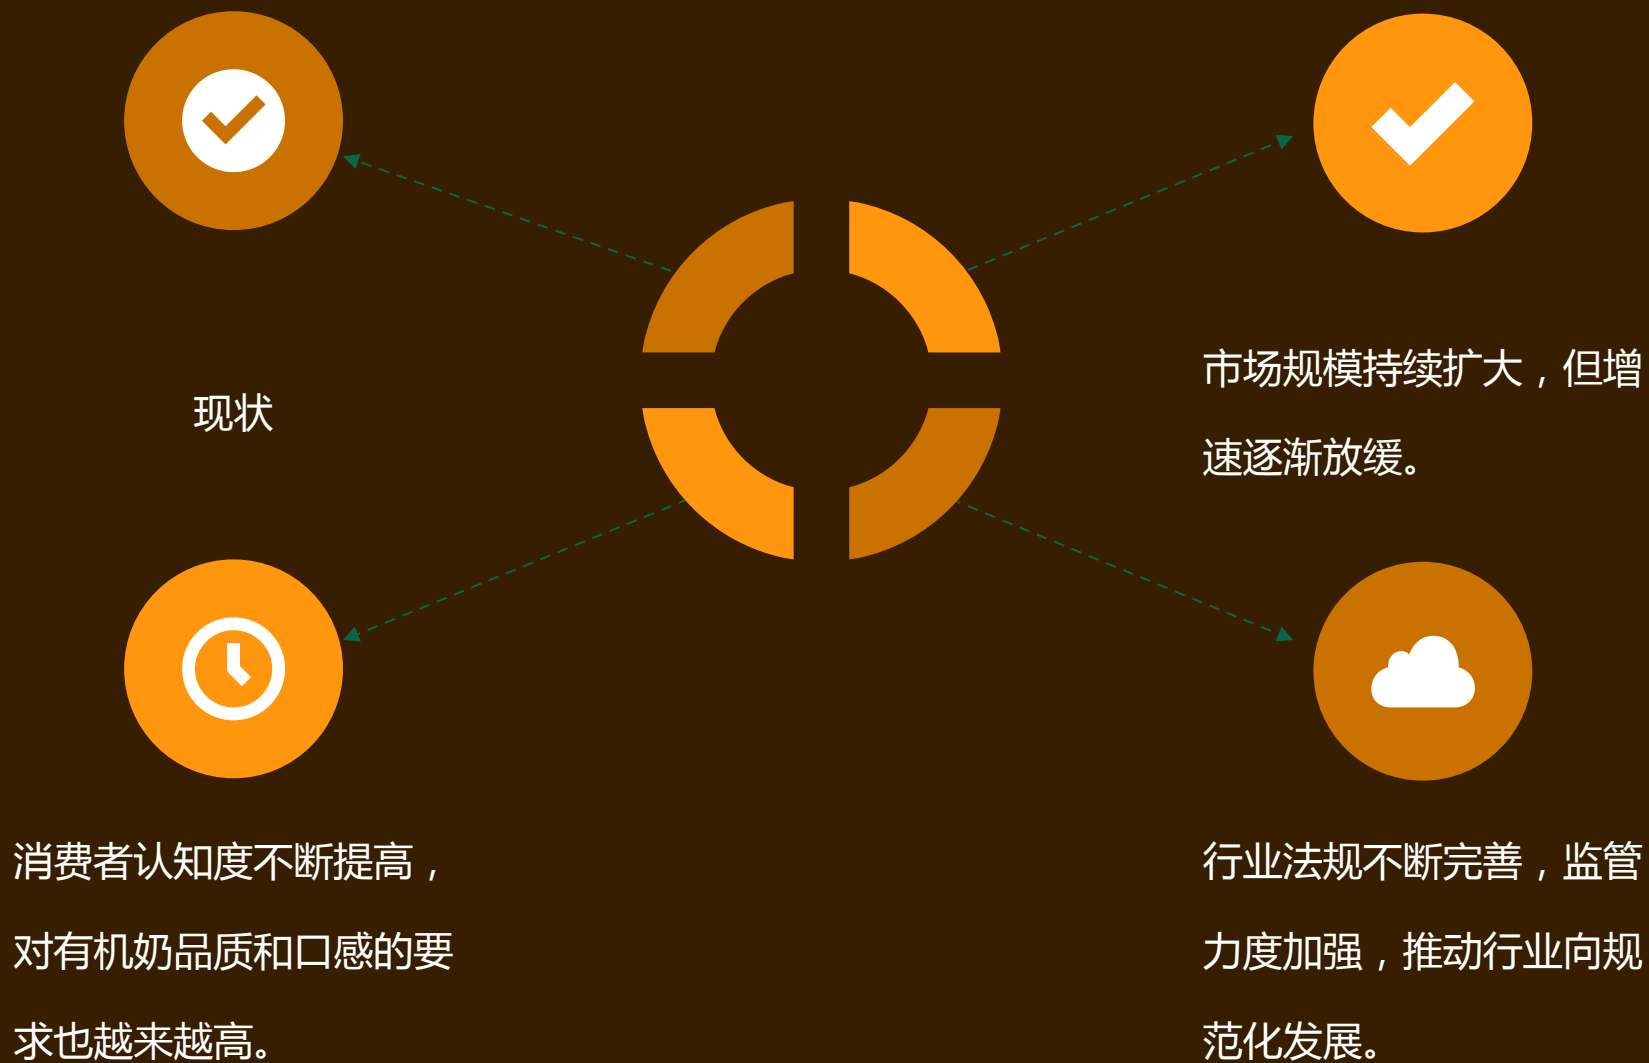 现状
市场规模持续扩大，但增
速逐渐放缓。
消费者认知度不断提高，
对有机奶品质和口感的要
求也越来越高。
行业法规不断完善，监管
力度加强，推动行业向规
范化发展。